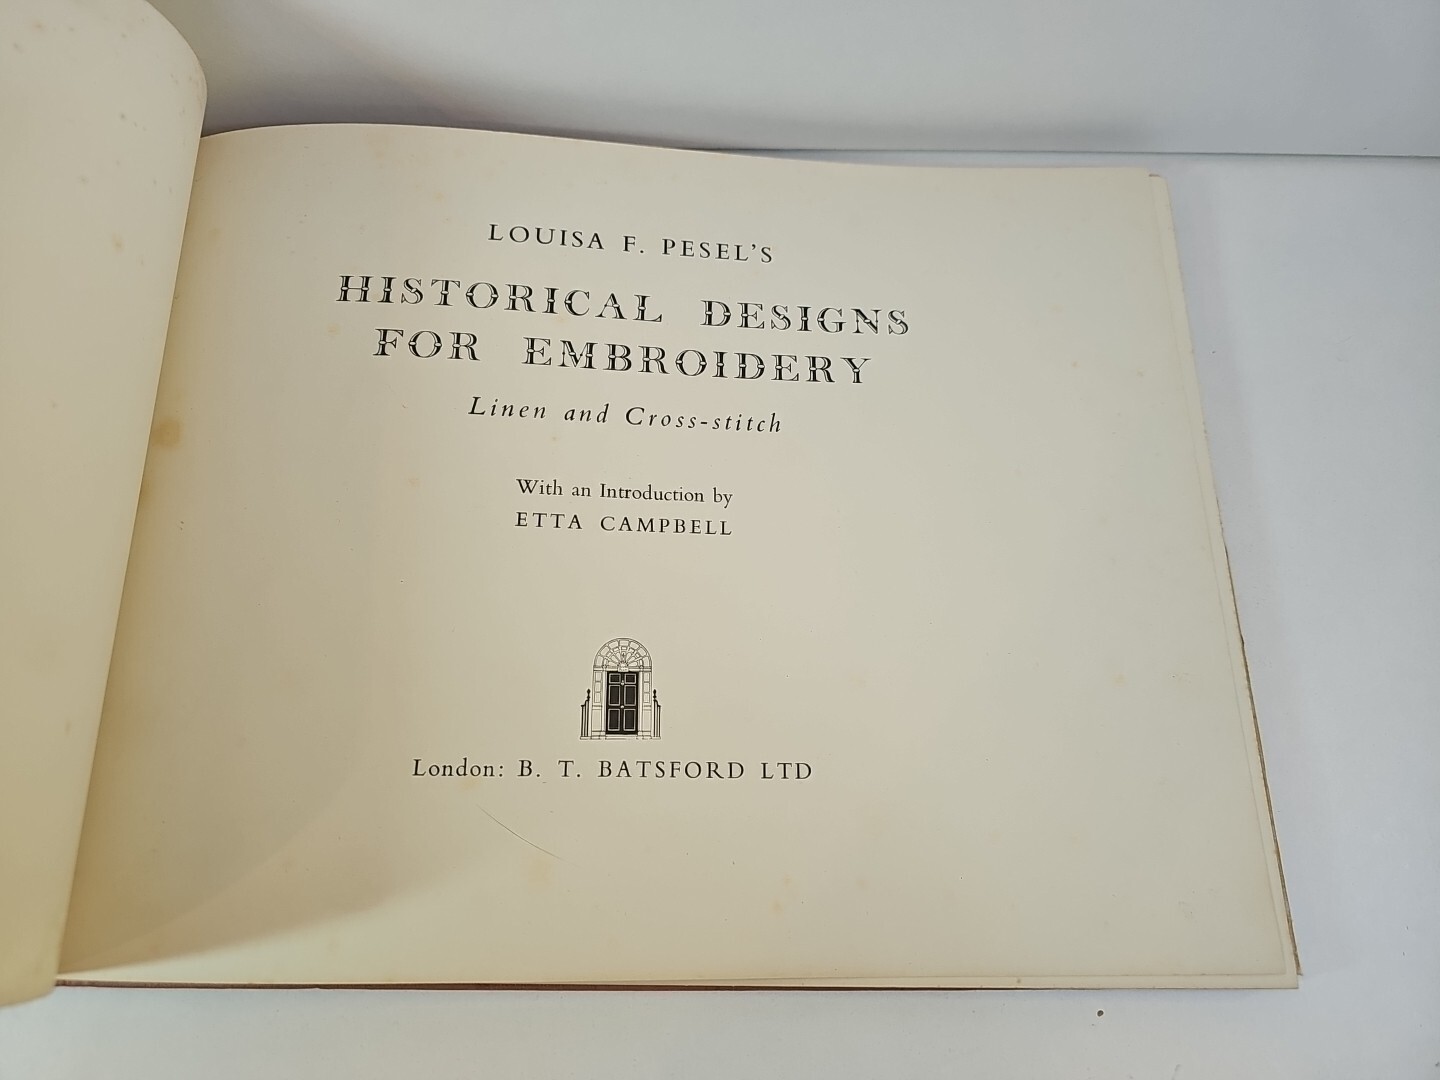 LOUISA F. PESEL'S
HISTORICAL DESIGNS
FOR EMBROIDERY
Linen and Cross-stitch
With an Introduction by
ETTA CAMPBELL
London: B. T. BATSFORD LTD